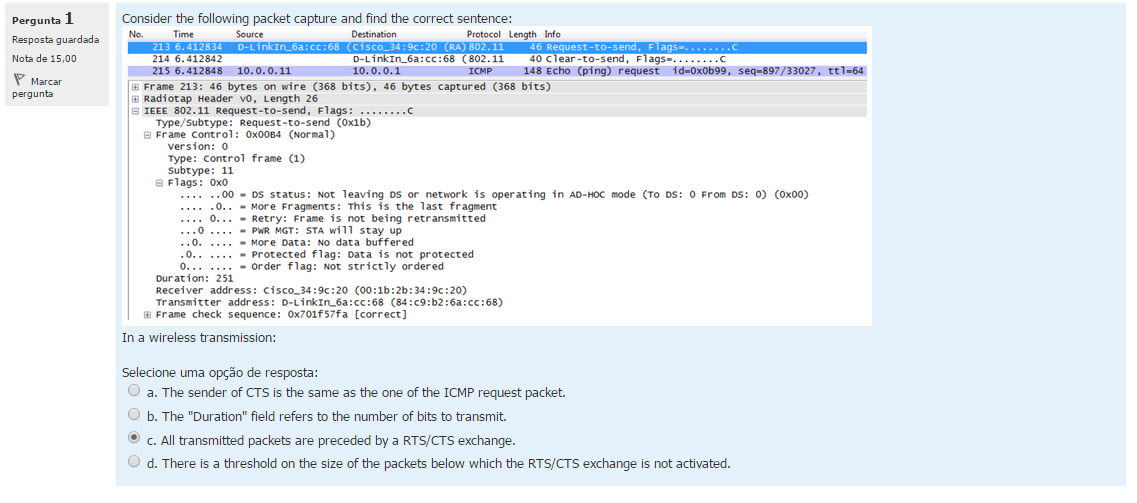 Pergunta 1
Resposta guardada
Nota de 15,00
Marcar
pergunta
Consider the following packet capture and find the correct sentence:
No. Time Source Destination Protocol Length Info
213 6.412834 D-LinkIn_6a:cc:68 (Cisco_34:9c:20 (RA) 802.11 46 Request-to-send, Flags=........C
214 6.412842 D-LinkIn_6a:cc:68 (802.11 40 Clear-to-send, Flags=........C
215 6.412848 10.0.0.11 10.0.0.1 ICMP 148 Echo (ping) request id=0x0b99, seq=897/33027, ttl=64
Frame 213: 46 bytes on wire (368 bits), 46 bytes captured (368 bits)
Radiotap Header v0, Length 26
IEEE 802.11 Request-to-send, Flags: ........C
Type/Subtype: Request-to-send (0x1b)
Frame Control: 0x00B4 (Normal)
Version: 0
Type: Control frame (1)
Subtype: 11
Flags: 0x0
.... ..00 = DS status: Not leaving DS or network is operating in AD-HOC mode (To DS: 0 From DS: 0) (0x00)
.... .0.. = More Fragments: This is the last fragment
.... 0... = Retry: Frame is not being retransmitted
...0 .... = PWR MGT: STA will stay up
..0. .... = More Data: No data buffered
.0.. .... = Protected flag: Data is not protected
0... .... = Order flag: Not strictly ordered
Duration: 251
Receiver address: Cisco_34:9c:20 (00:1b:2b:34:9c:20)
Transmitter address: D-LinkIn_6a:cc:68 (84:c9:b2:6a:cc:68)
Frame check sequence: 0x701f57fa [correct]
In a wireless transmission:
Selecione uma opção de resposta:
a. The sender of CTS is the same as the one of the ICMP request packet.
b. The "Duration" field refers to the number of bits to transmit.
c. All transmitted packets are preceded by a RTS/CTS exchange.
d. There is a threshold on the size of the packets below which the RTS/CTS exchange is not activated.